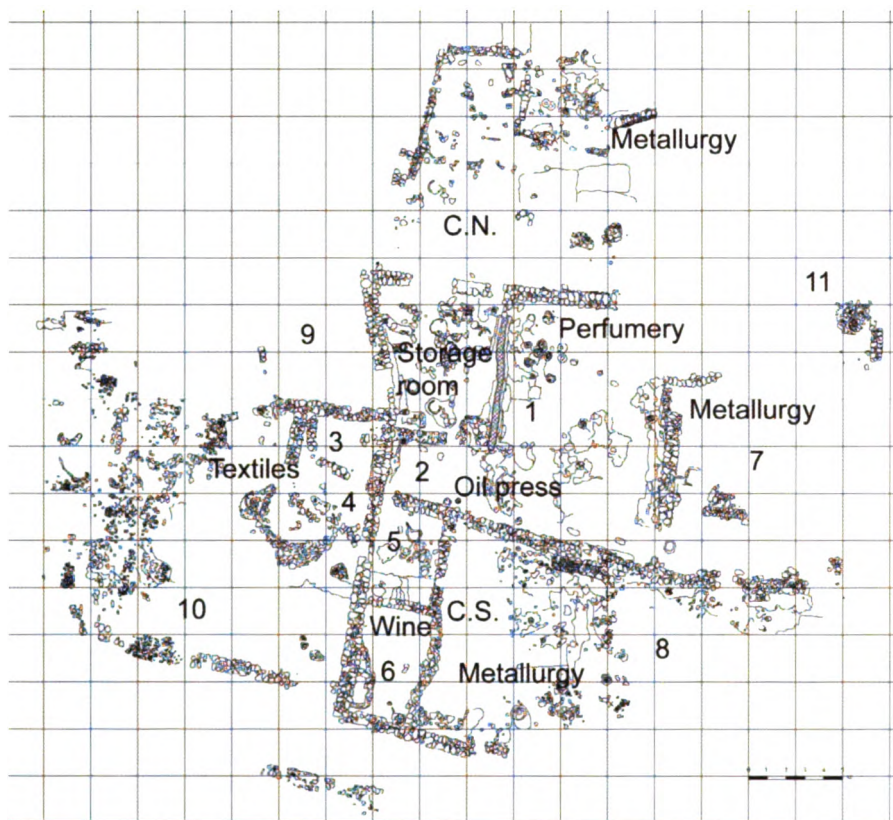 Metallurgy
C.N.
11
9
Perfumery
Storage
room
1
Metallurgy
3
Textiles
2
7
Oil press
4
5
10
C.S.
Wine
8
6
Metallurgy